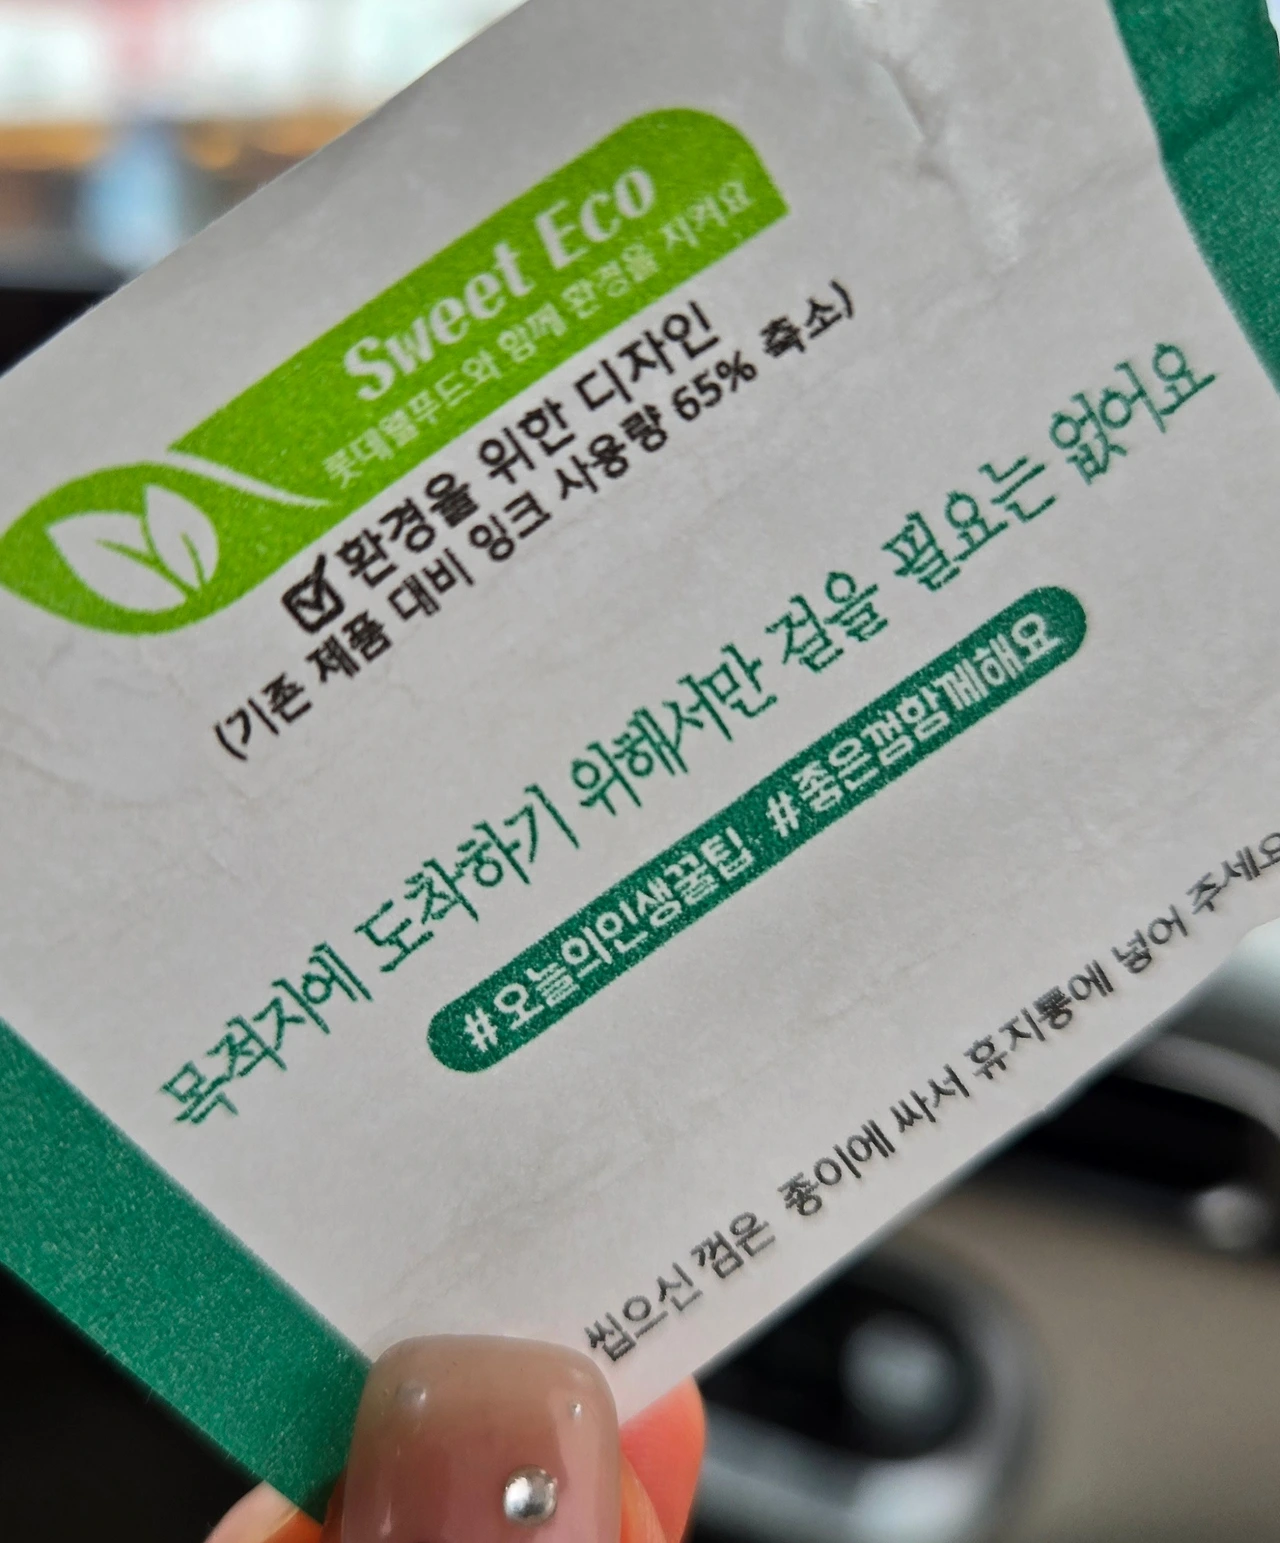 Sweet Eco
롯데웰푸드와 함께 환경을 지켜요
환경을 위한 디자인
(기존 제품 대비 잉크 사용량 65% 축소)
목적지에 도착하기 위해서만 걸을 필요는 없어요
#오늘의인생꿀팁 #좋은껌함께해요
씹으신 껌은 종이에 싸서 휴지통에 넣어 주세요